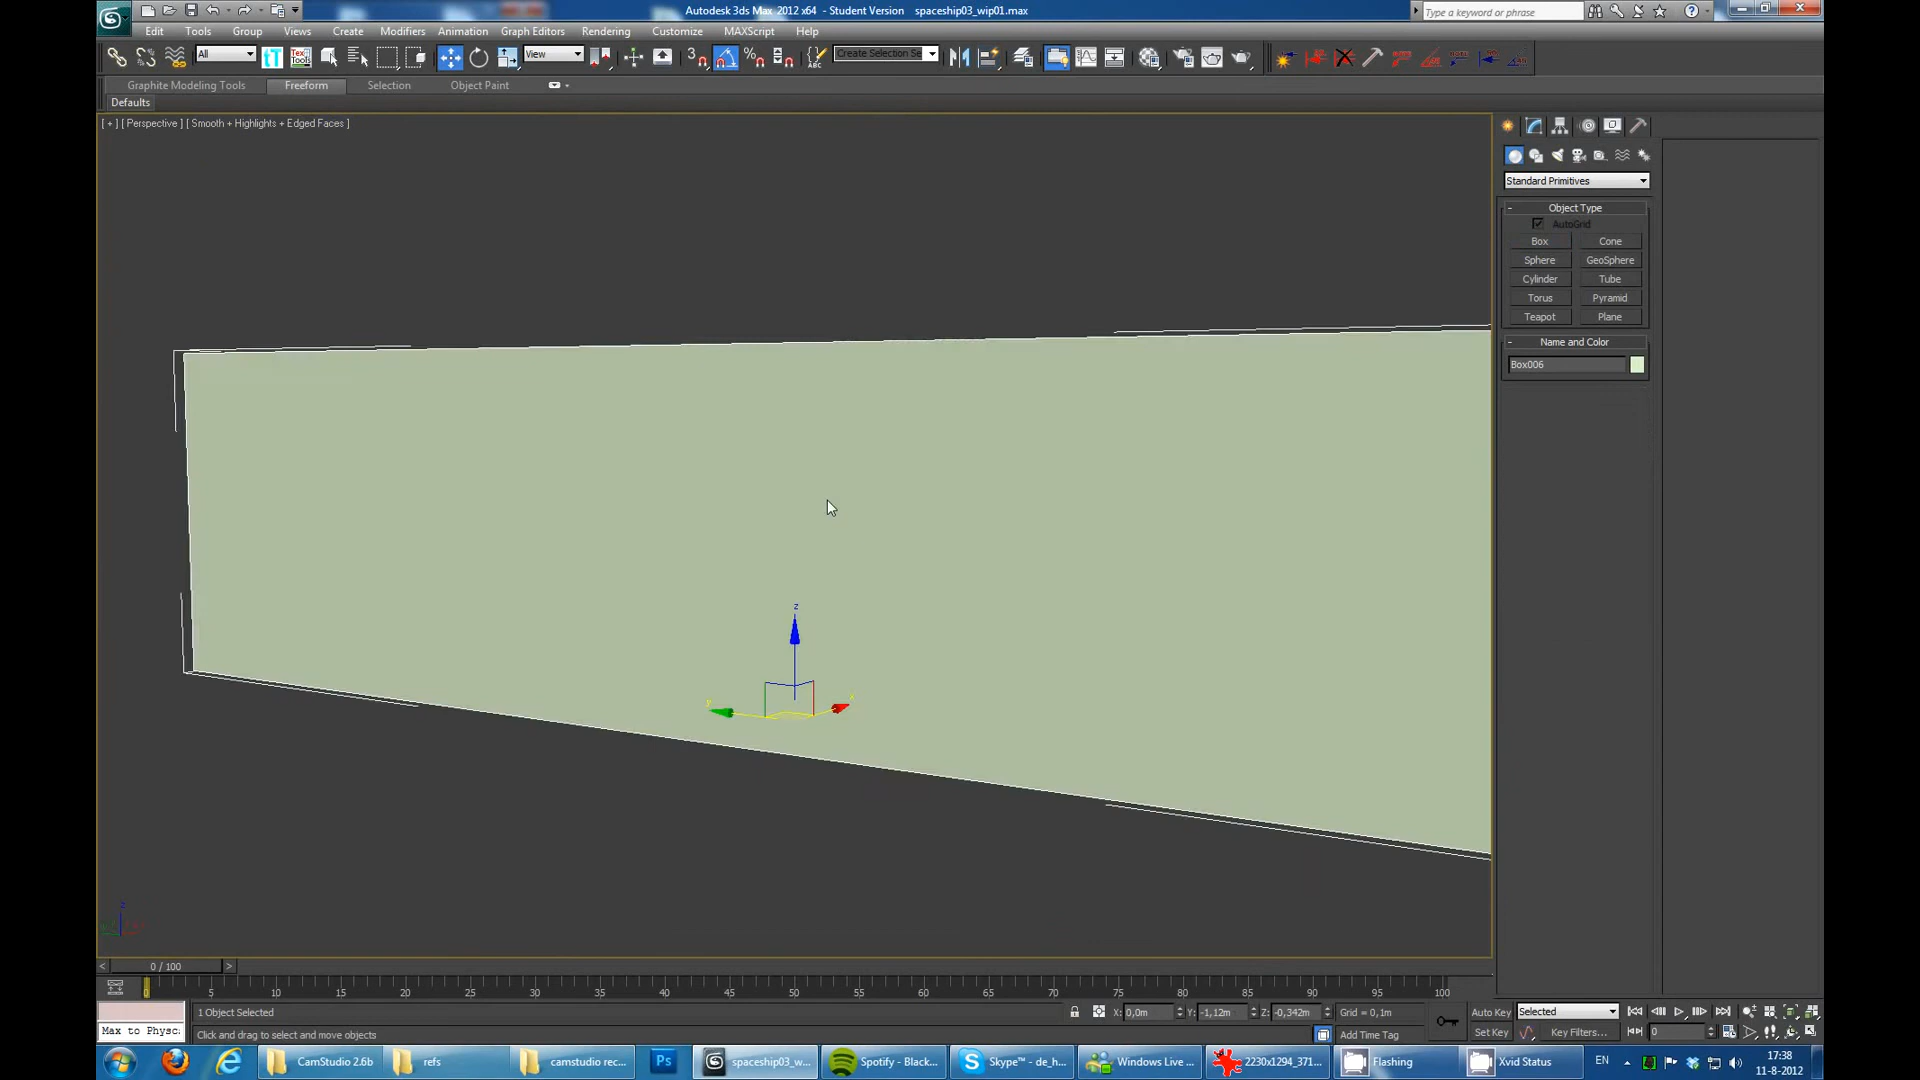 Autodesk 3ds Max 2012 x64 - Student Version spaceship03_wip01.max
Type a keyword or phrase
Edit Tools Group Views Create Modifiers Animation Graph Editors Rendering Customize MAXScript Help
All
View
Create Selection Se
Graphite Modeling Tools Freeform Selection Object Paint
Defaults
[ + ] [ Perspective ] [ Smooth + Highlights + Edged Faces ]
Standard Primitives
- Object Type
AutoGrid
Box Cone
Sphere GeoSphere
Cylinder Tube
Torus Pyramid
Teapot Plane
- Name and Color
Box006
z
y x
z
< 0 / 100 >
0 5 10 15 20 25 30 35 40 45 50 55 60 65 70 75 80 85 90 95 100
1 Object Selected X: 0,0m Y: -1,12m Z: -0,342m Grid = 0,1m Auto Key Selected
Max to Physc: Click and drag to select and move objects Add Time Tag Set Key Key Filters... 0
CamStudio 2.6b refs camstudio rec... Ps spaceship03_w... Spotify - Black... Skype™ - de_h... Windows Live ... 2230x1294_371... Flashing Xvid Status EN 17:38
11-8-2012